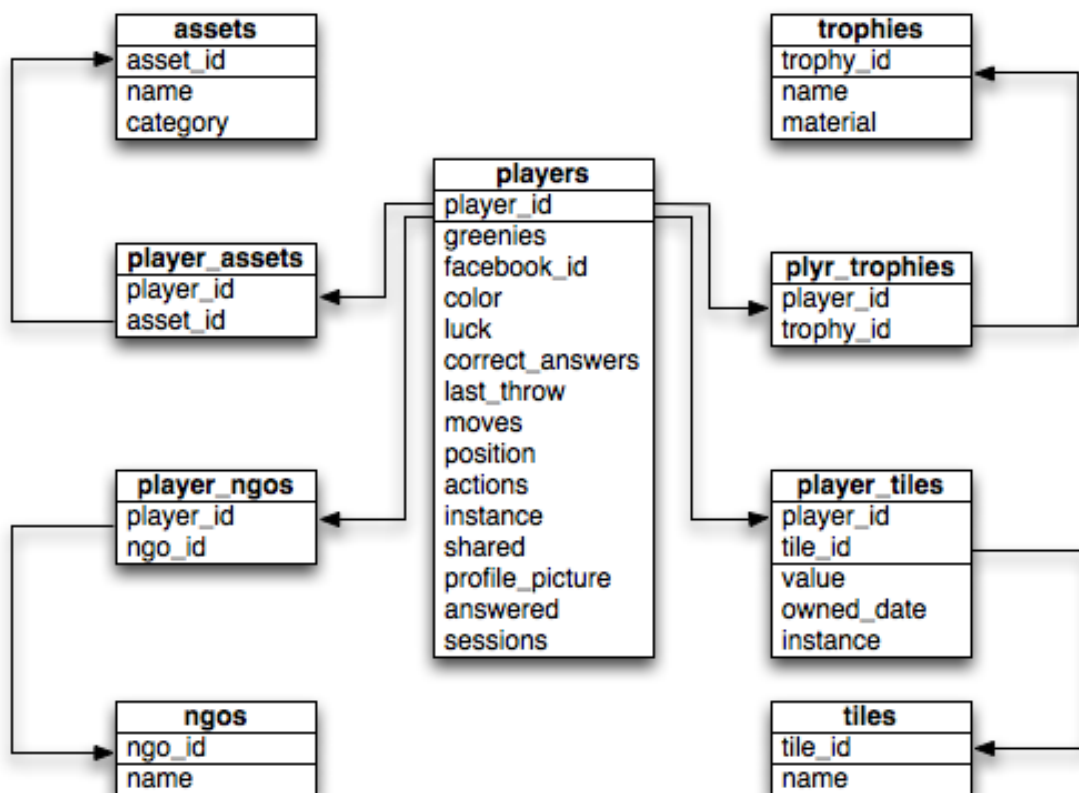 assets
asset_id
name
category
trophies
trophy_id
name
material
players
player_id
greenies
facebook_id
color
luck
correct_answers
last_throw
moves
position
actions
instance
shared
profile_picture
answered
sessions
player_assets
player_id
asset_id
plyr_trophies
player_id
trophy_id
player_ngos
player_id
ngo_id
player_tiles
player_id
tile_id
value
owned_date
instance
ngos
ngo_id
name
tiles
tile_id
name